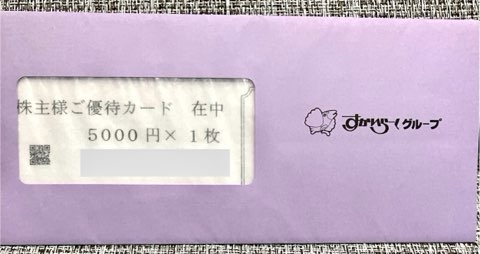 株主様ご優待カード 在中
5000円×1枚
すかいらーくグループ